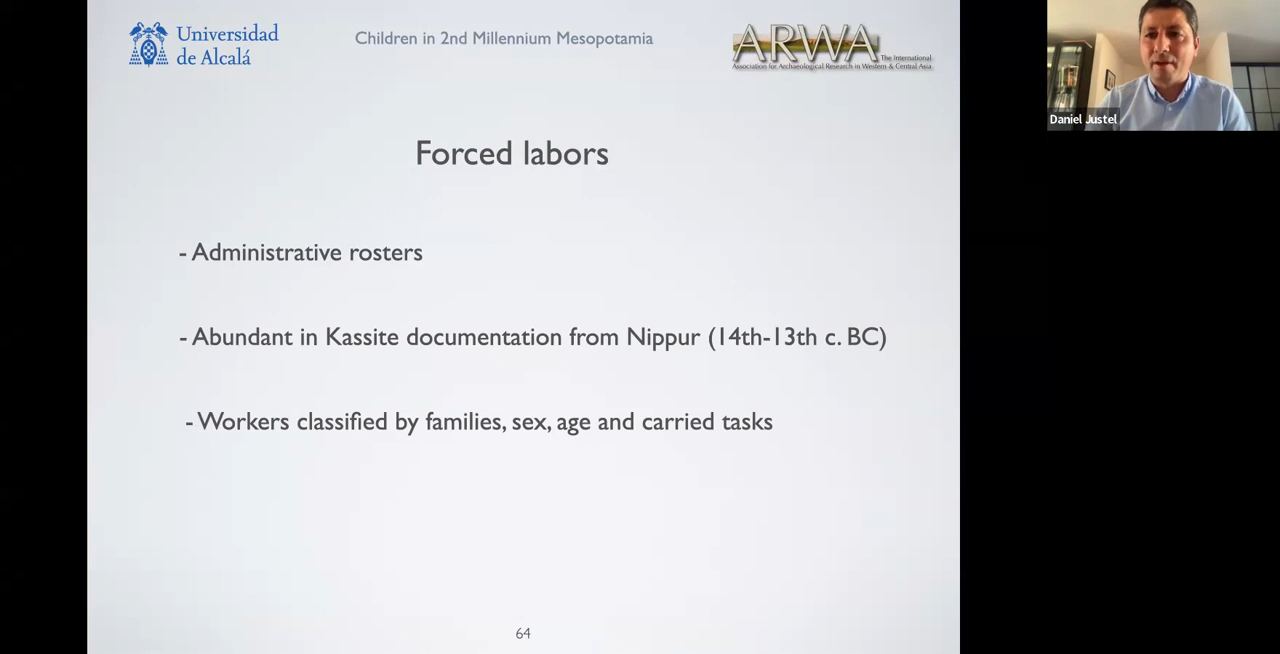 Universidad
de Alcalá
Children in 2nd Millennium Mesopotamia
ARWA
The International
Association for Archaeological Research in Western & Central Asia
Daniel Justel
Forced labors
- Administrative rosters
- Abundant in Kassite documentation from Nippur (14th-13th c. BC)
- Workers classified by families, sex, age and carried tasks
64